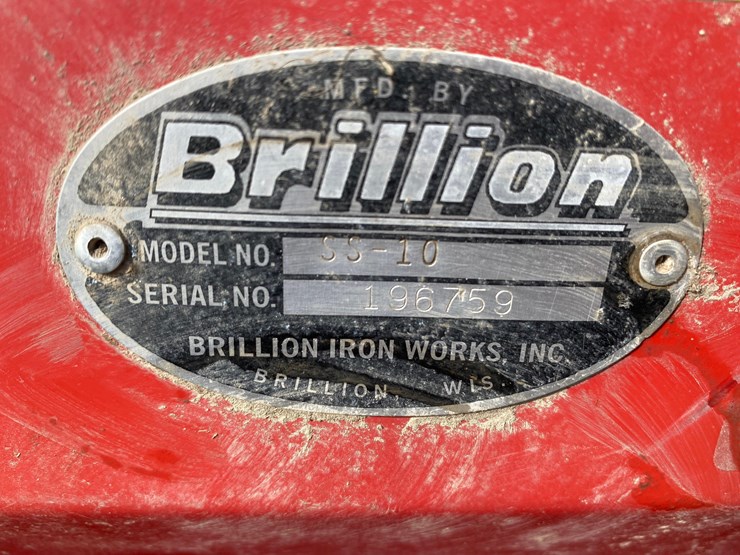 MFD BY
Brillion
MODEL NO. SS-10
SERIAL NO. 196759
BRILLION IRON WORKS, INC.
BRILLION, WIS.